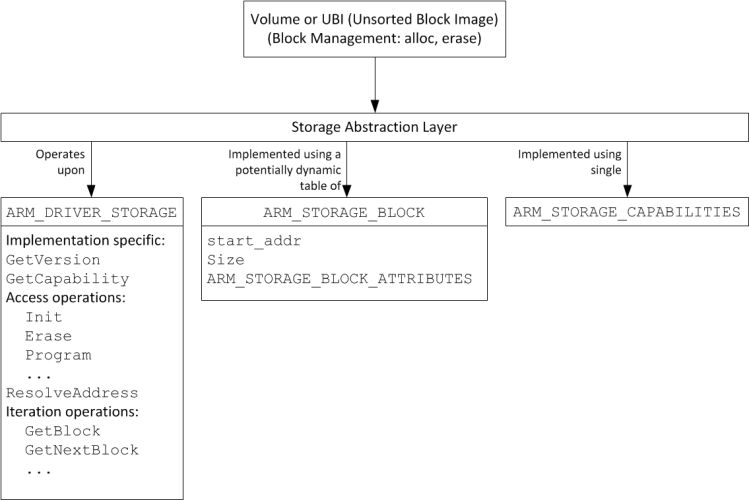 Volume or UBI (Unsorted Block Image)
(Block Management: alloc, erase)
Storage Abstraction Layer
Operates
upon
Implemented using a
potentially dynamic
table of
Implemented using
single
ARM_DRIVER_STORAGE
Implementation specific:
GetVersion
GetCapability
Access operations:
Init
Erase
Program
...
ResolveAddress
Iteration operations:
GetBlock
GetNextBlock
...
ARM_STORAGE_BLOCK
start_addr
Size
ARM_STORAGE_BLOCK_ATTRIBUTES
ARM_STORAGE_CAPABILITIES